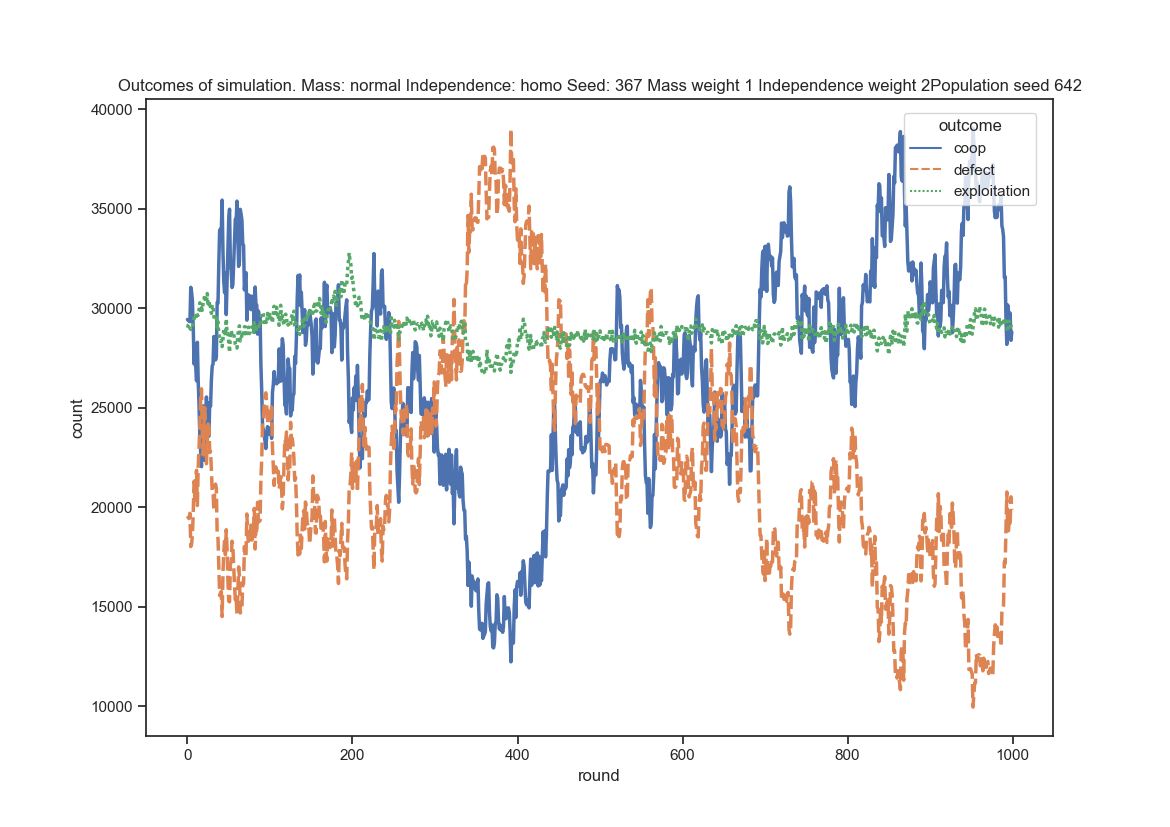 Outcomes of simulation. Mass: normal Independence: homo Seed: 367 Mass weight 1 Independence weight 2Population seed 642
outcome
coop
defect
exploitation
40000
35000
30000
25000
20000
15000
10000
count
0 200 400 600 800 1000
round